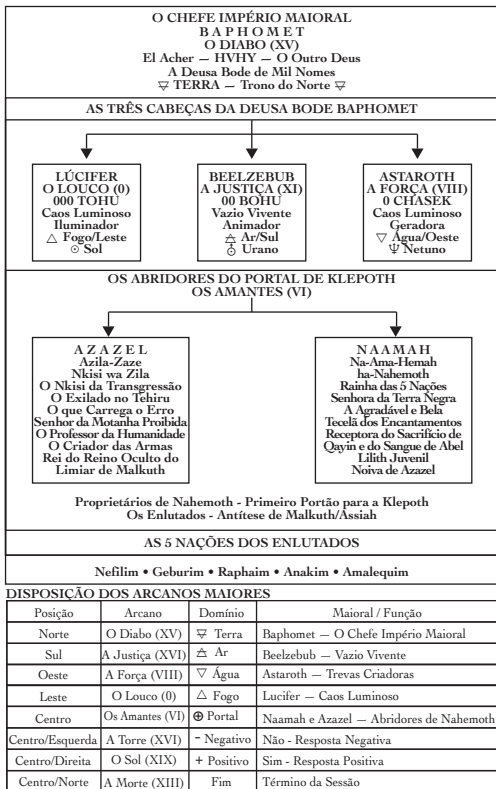 O CHEFE IMPÉRIO MAIORAL
B A P H O M E T
O DIABO (XV)
El Acher — HVHY — O Outro Deus
A Deusa Bode de Mil Nomes
🜃 TERRA — Trono do Norte 🜃
AS TRÊS CABEÇAS DA DEUSA BODE BAPHOMET
LÚCIFER
O LOUCO (0)
000 TOHU
Caos Luminoso
Iluminador
△ Fogo/Leste
☉ Sol
BEELZEBUB
A JUSTIÇA (XI)
00 BOHU
Vazio Vivente
Animador
🜁 Ar/Sul
⛢ Urano
ASTAROTH
A FORÇA (VIII)
0 CHASEK
Caos Luminoso
Geradora
▽ Água/Oeste
♆ Netuno
OS ABRIDORES DO PORTAL DE KLEPOTH
OS AMANTES (VI)
A Z A Z E L
Azila-Zaze
Nkisi wa Zila
O Nkisi da Transgressão
O Exilado no Tehiru
O que Carrega o Erro
Senhor da Motanha Proibida
O Professor da Humanidade
O Criador das Armas
Rei do Reino Oculto do
Limiar de Malkuth
N A A M A H
Na-Ama-Hemah
ha-Nahemoth
Rainha das 5 Nações
Senhora da Terra Negra
A Agradável e Bela
Tecelã dos Encantamentos
Receptora do Sacrifício de
Qayin e do Sangue de Abel
Lilith Juvenil
Noiva de Azazel
Proprietários de Nahemoth - Primeiro Portão para a Klepoth
Os Enlutados - Antítese de Malkuth/Assiah
AS 5 NAÇÕES DOS ENLUTADOS
Nefilim • Geburim • Raphaim • Anakim • Amalequim
DISPOSIÇÃO DOS ARCANOS MAIORES
Posição Arcano Domínio Maioral / Função
Norte O Diabo (XV) 🜃 Terra Baphomet — O Chefe Império Maioral
Sul A Justiça (XVI) 🜁 Ar Beelzebub — Vazio Vivente
Oeste A Força (VIII) ▽ Água Astaroth — Trevas Criadoras
Leste O Louco (0) △ Fogo Lucifer — Caos Luminoso
Centro Os Amantes (VI) ⊕ Portal Naamah e Azazel — Abridores de Nahemoth
Centro/Esquerda A Torre (XVI) - Negativo Não - Resposta Negativa
Centro/Direita O Sol (XIX) + Positivo Sim - Resposta Positiva
Centro/Norte A Morte (XIII) Fim Término da Sessão